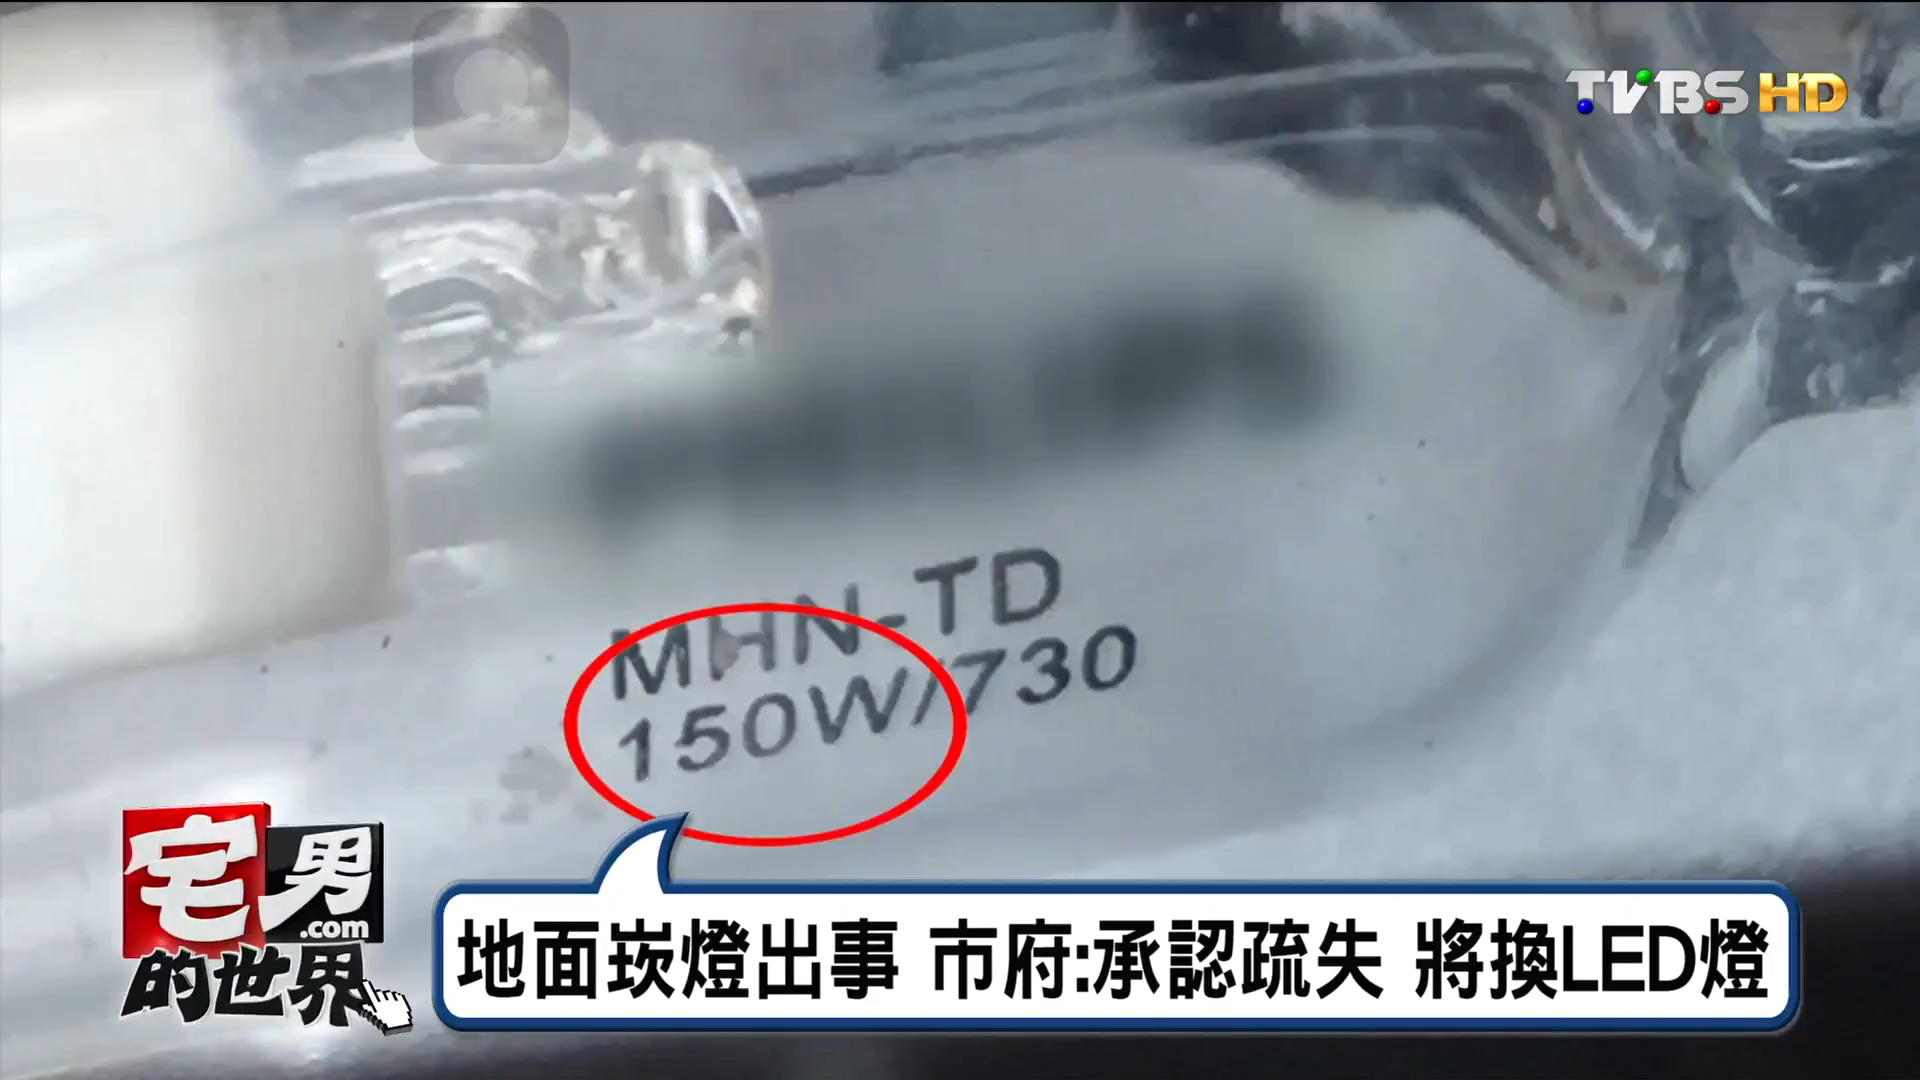 TVBS HD
MHN-TD
150W/730
宅男
.com
的世界
地面崁燈出事 市府:承認疏失 將換LED燈